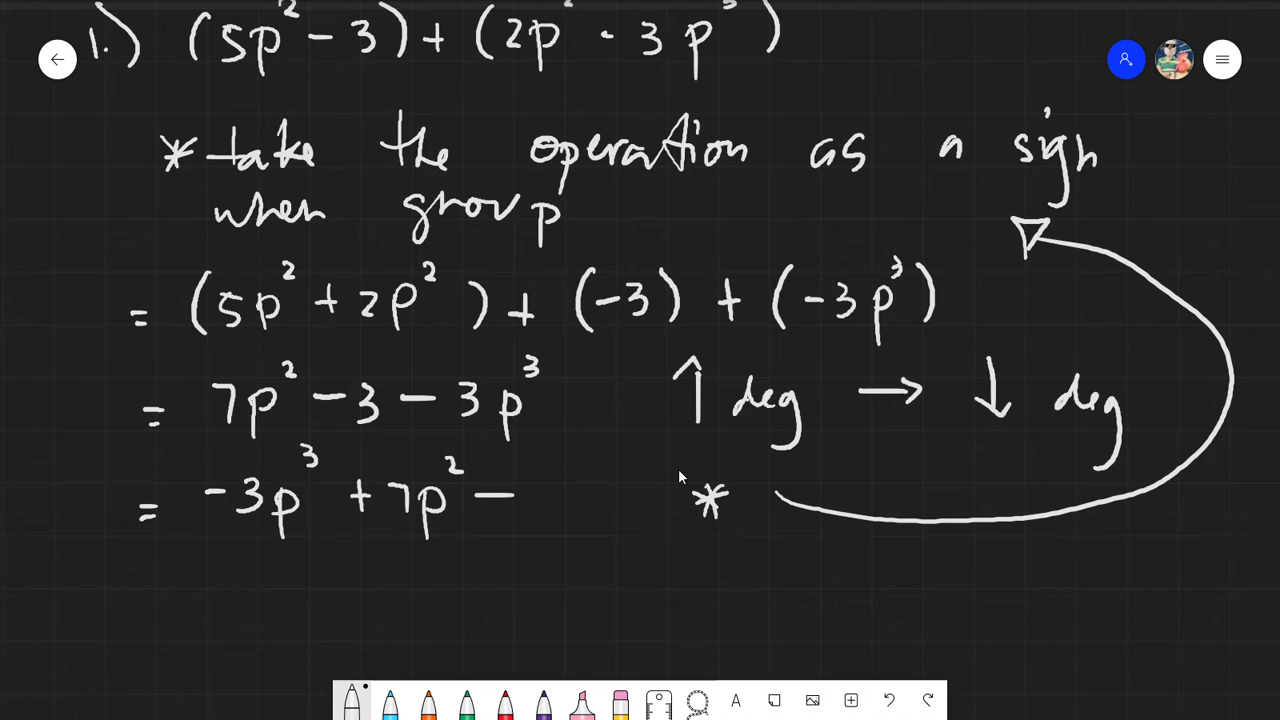 1.) (5p² - 3) + (2p² - 3p³)
* take the operation as a sign
when group
= (5p² + 2p²) + (-3) + (-3p³)
= 7p² - 3 - 3p³ ↑ deg → ↓ deg
= -3p³ + 7p² - *
A